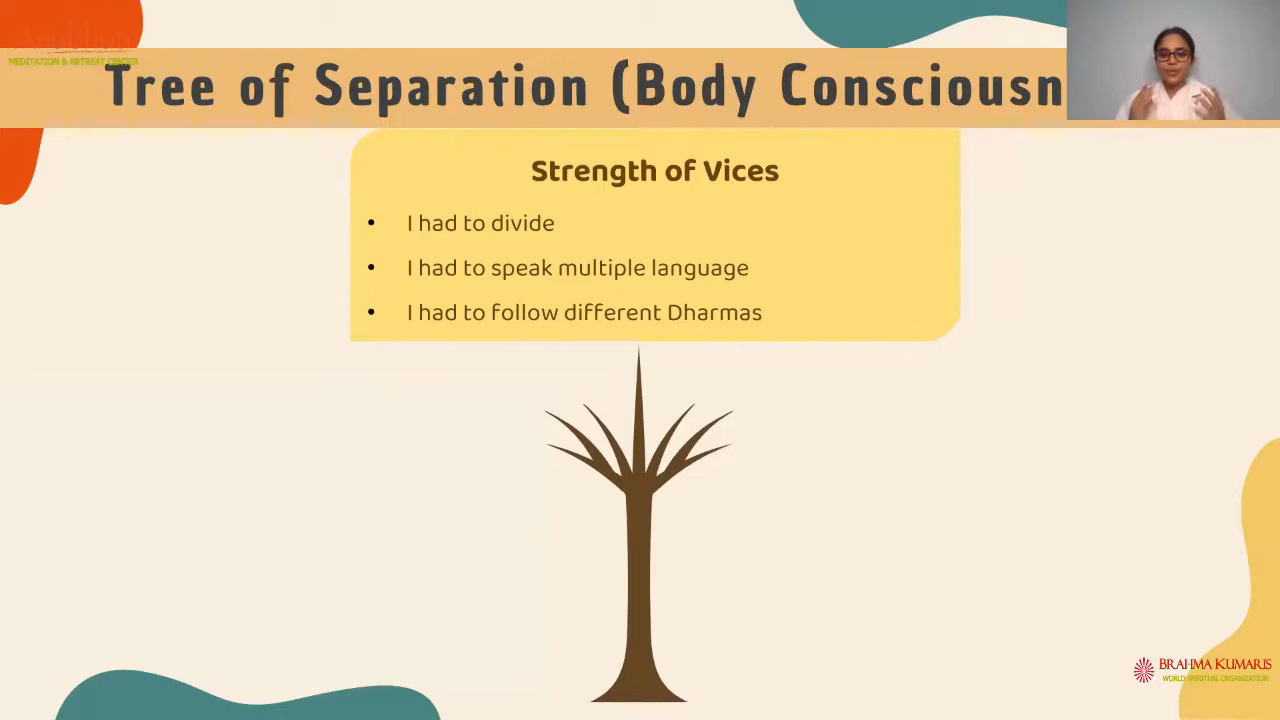 Anubhuti
MEDITATION & RETREAT CENTER
Tree of Separation (Body Consciousn
Strength of Vices
• I had to divide
• I had to speak multiple language
• I had to follow different Dharmas
BRAHMA KUMARIS
WORLD SPIRITUAL ORGANIZATION